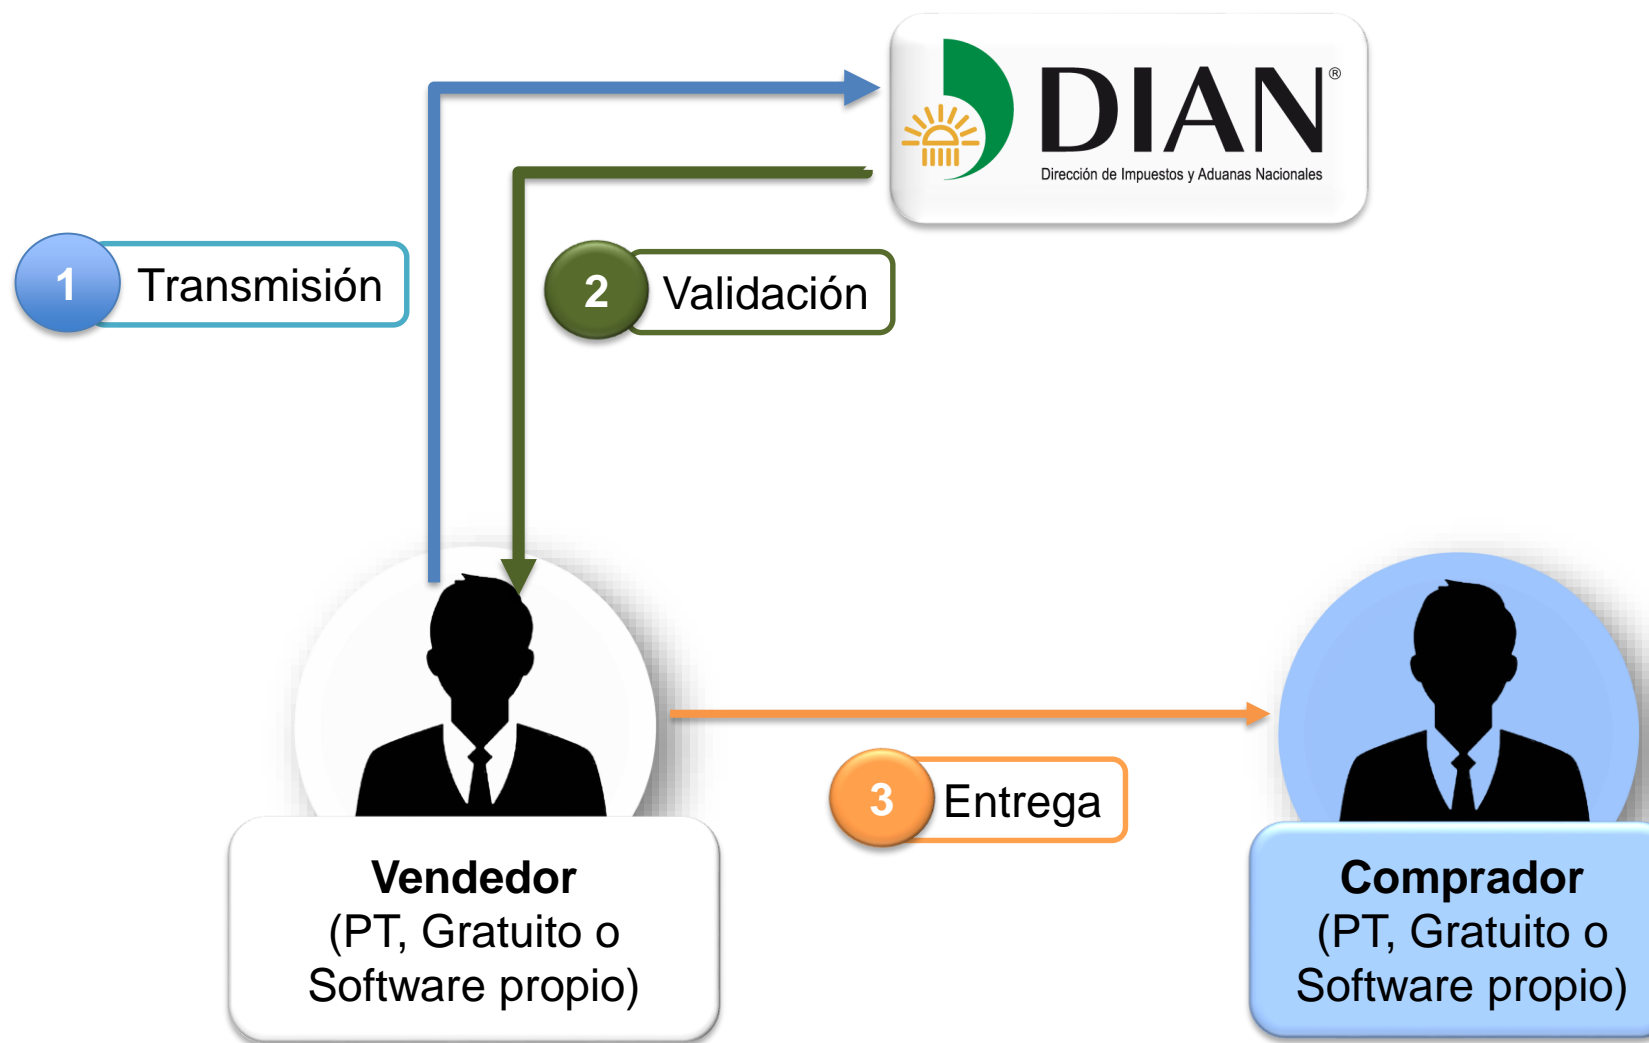 DIAN®
Dirección de Impuestos y Aduanas Nacionales
1 Transmisión
2 Validación
3 Entrega
Vendedor
(PT, Gratuito o
Software propio)
Comprador
(PT, Gratuito o
Software propio)